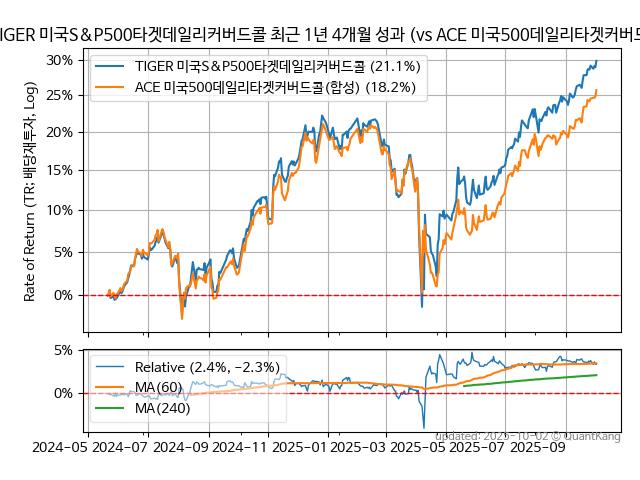 TIGER 미국S&P500타겟데일리커버드콜 최근 1년 4개월 성과 (vs ACE 미국500데일리타겟커버드
Rate of Return (TR: 배당재투자, Log)
30%
25%
20%
15%
10%
5%
0%
TIGER 미국S&P500타겟데일리커버드콜 (21.1%)
ACE 미국500데일리타겟커버드콜(합성) (18.2%)
5%
0%
Relative (2.4%, -2.3%)
MA(60)
MA(240)
2024-05 2024-07 2024-09 2024-11 2025-01 2025-03 2025-05 2025-07 2025-09
updated: 2025-10-02 © QuantKang